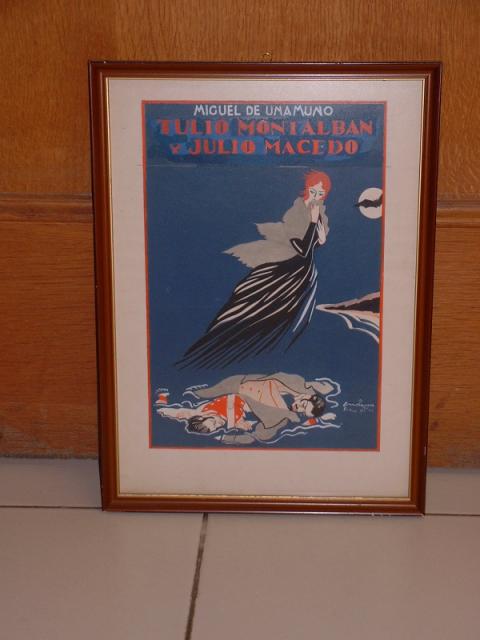 MIGUEL DE UNAMUNO
TULIO MONTALBAN
Y JULIO MACEDO